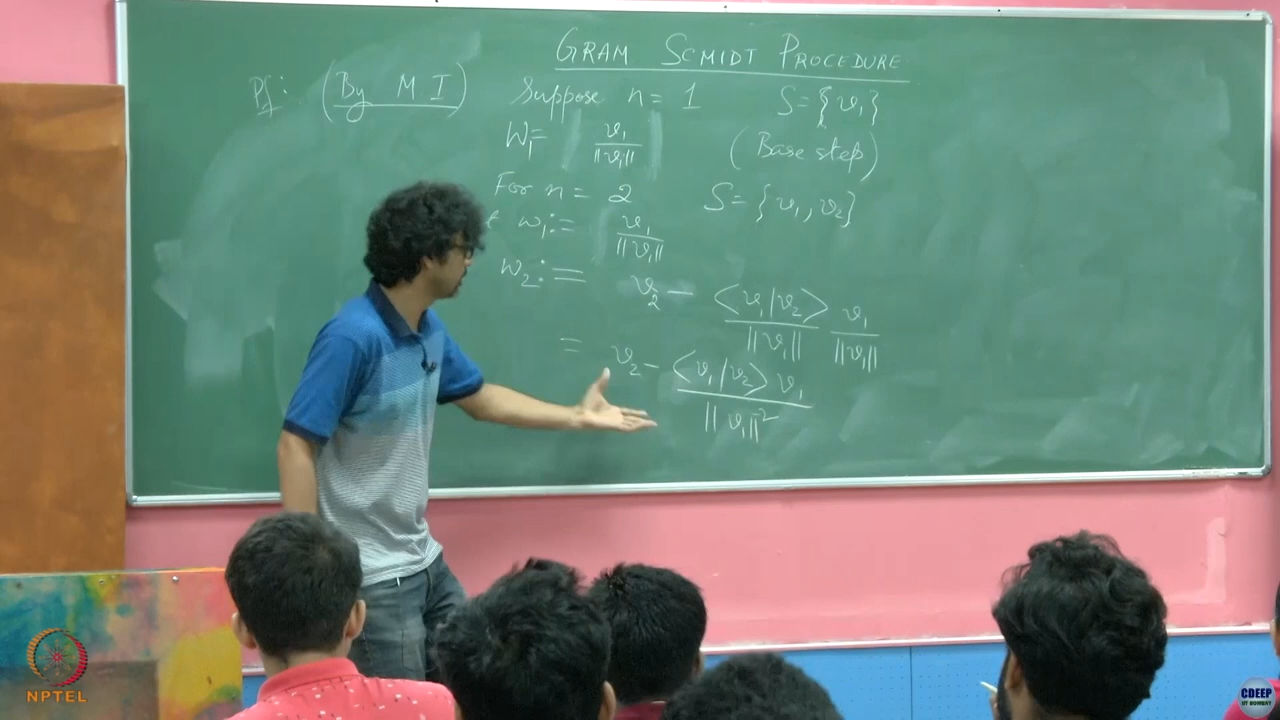 GRAM SCMIDT PROCEDURE
Pf: (By M I) Suppose n = 1 S = {v₁}
W₁ = v₁/||v₁|| (Base step)
For n = 2 S = {v₁, v₂}
w₁ := v₁/||v₁||
w₂ := v₂ - <v₁|v₂>/||v₁|| v₁/||v₁||
= v₂ - <v₁|v₂> v₁/||v₁||²
NPTEL
CDEEP
IIT BOMBAY